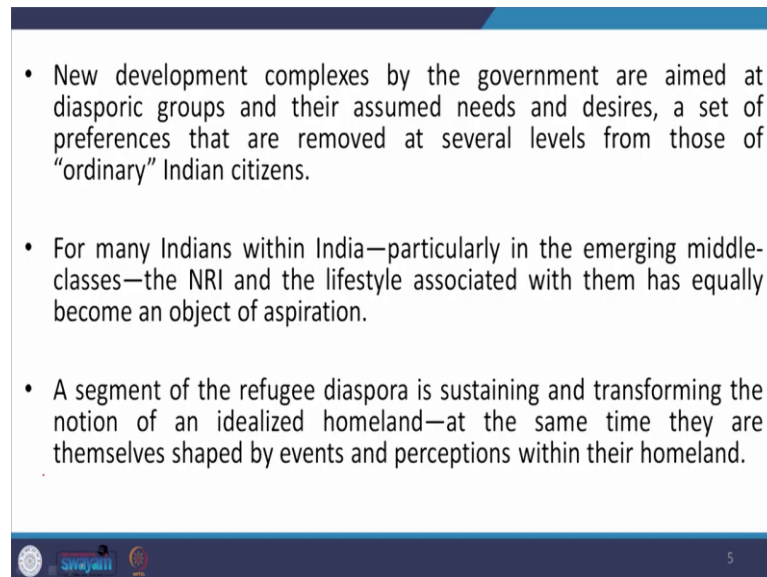 • New development complexes by the government are aimed at
diasporic groups and their assumed needs and desires, a set of
preferences that are removed at several levels from those of
“ordinary” Indian citizens.
• For many Indians within India—particularly in the emerging middle-
classes—the NRI and the lifestyle associated with them has equally
become an object of aspiration.
• A segment of the refugee diaspora is sustaining and transforming the
notion of an idealized homeland—at the same time they are
themselves shaped by events and perceptions within their homeland.
swayam
5